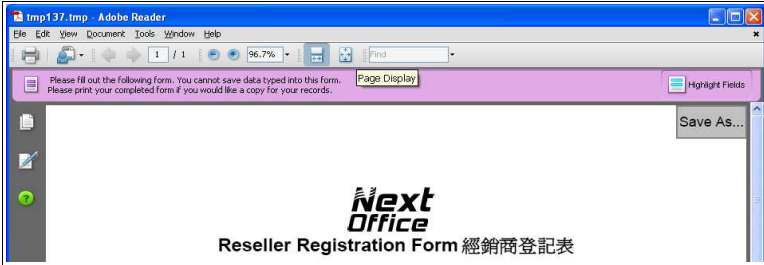 tmp137.tmp - Adobe Reader
File Edit View Document Tools Window Help
1 / 1 96.7% Find
Page Display
Please fill out the following form. You cannot save data typed into this form.
Please print your completed form if you would like a copy for your records.
Highlight Fields
Save As...
Next
Office
Reseller Registration Form 經銷商登記表